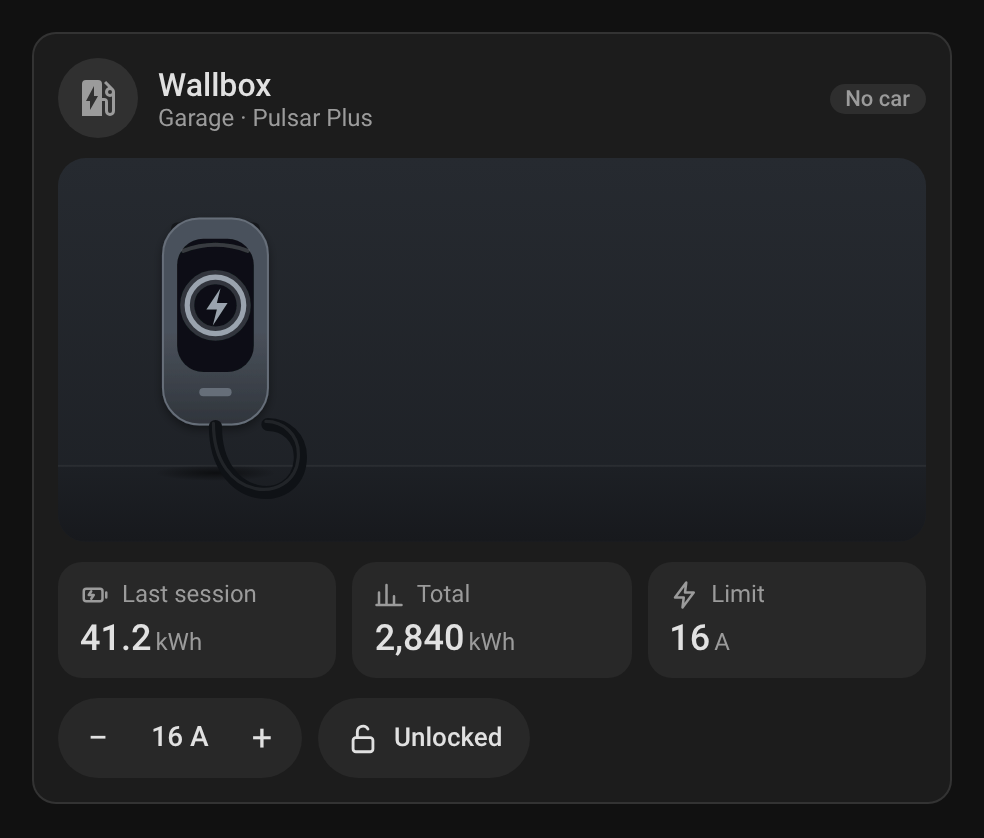 Wallbox
Garage · Pulsar Plus
No car
Last session
41.2 kWh
Total
2,840 kWh
Limit
16 A
− 16 A +
Unlocked